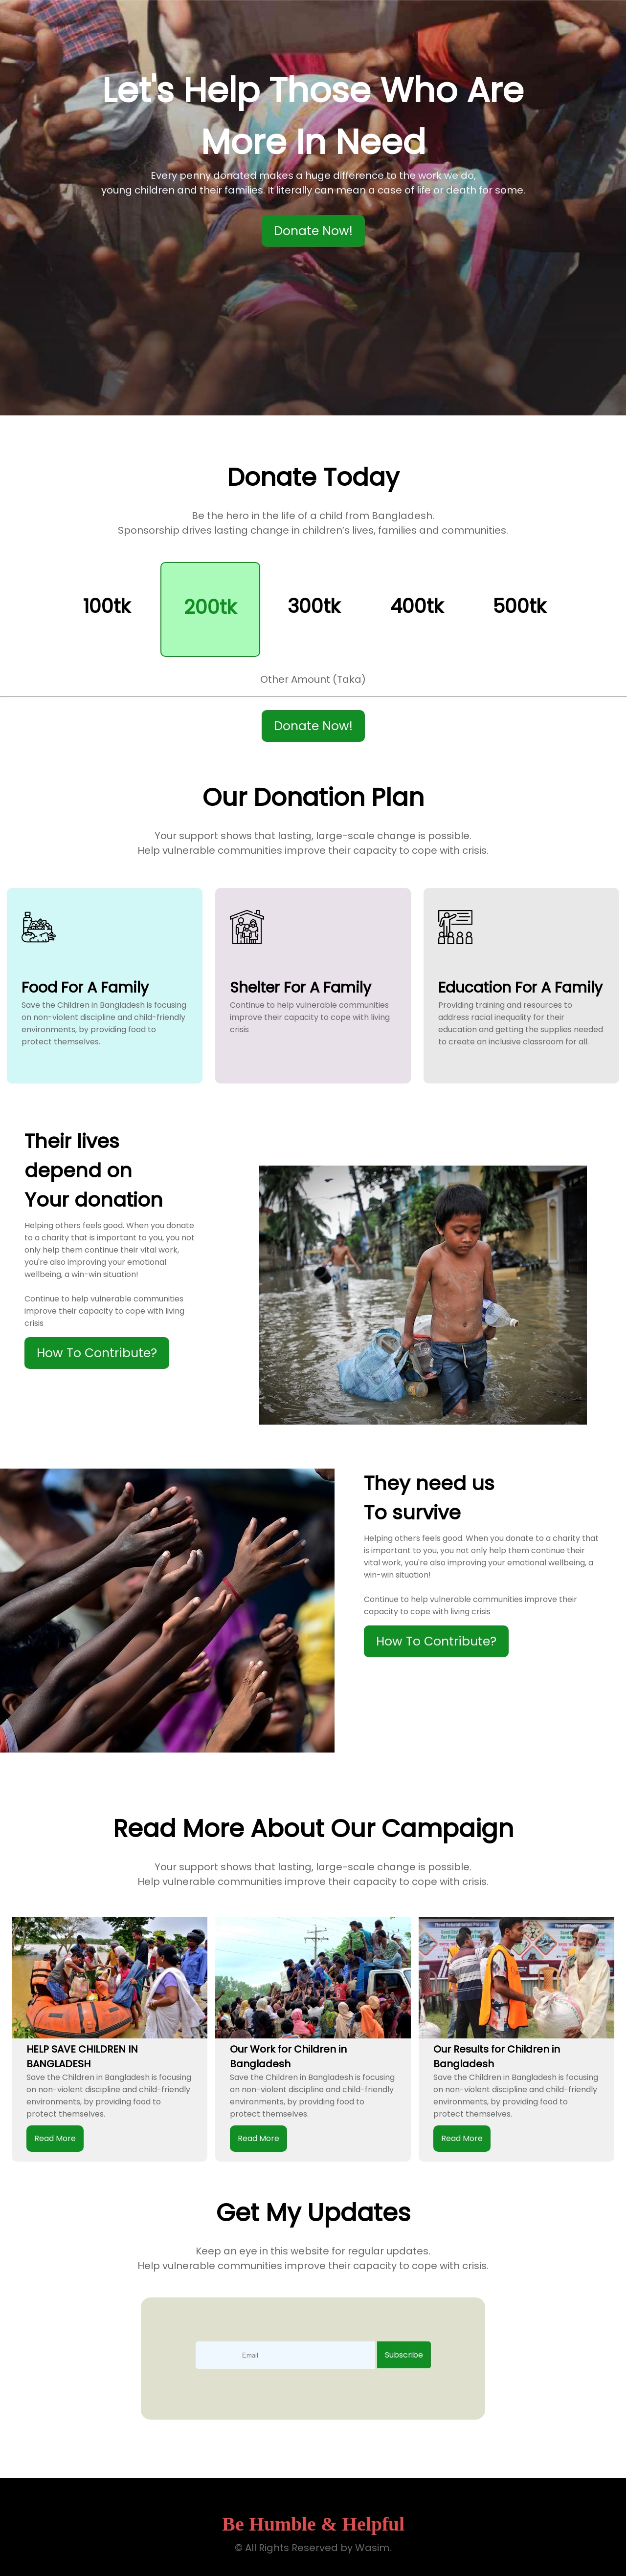 Let's Help Those Who Are
More In Need
Every penny donated makes a huge difference to the work we do,
young children and their families. It literally can mean a case of life or death for some.
Donate Now!
Donate Today
Be the hero in the life of a child from Bangladesh.
Sponsorship drives lasting change in children's lives, families and communities.
100tk
200tk
300tk
400tk
500tk
Other Amount (Taka)
Donate Now!
Our Donation Plan
Your support shows that lasting, large-scale change is possible.
Help vulnerable communities improve their capacity to cope with crisis.
Food For A Family
Save the Children in Bangladesh is focusing
on non-violent discipline and child-friendly
environments, by providing food to
protect themselves.
Shelter For A Family
Continue to help vulnerable communities
improve their capacity to cope with living
crisis
Education For A Family
Providing training and resources to
address racial inequality for their
education and getting the supplies needed
to create an inclusive classroom for all.
Their lives
depend on
Your donation
Helping others feels good. When you donate
to a charity that is important to you, you not
only help them continue their vital work,
you're also improving your emotional
wellbeing, a win-win situation!
Continue to help vulnerable communities
improve their capacity to cope with living
crisis
How To Contribute?
They need us
To survive
Helping others feels good. When you donate to a charity that
is important to you, you not only help them continue their
vital work, you're also improving your emotional wellbeing, a
win-win situation!
Continue to help vulnerable communities improve their
capacity to cope with living crisis
How To Contribute?
Read More About Our Campaign
Your support shows that lasting, large-scale change is possible.
Help vulnerable communities improve their capacity to cope with crisis.
HELP SAVE CHILDREN IN
BANGLADESH
Save the Children in Bangladesh is focusing
on non-violent discipline and child-friendly
environments, by providing food to
protect themselves.
Read More
Our Work for Children in
Bangladesh
Save the Children in Bangladesh is focusing
on non-violent discipline and child-friendly
environments, by providing food to
protect themselves.
Read More
Our Results for Children in
Bangladesh
Save the Children in Bangladesh is focusing
on non-violent discipline and child-friendly
environments, by providing food to
protect themselves.
Read More
Get My Updates
Keep an eye in this website for regular updates.
Help vulnerable communities improve their capacity to cope with crisis.
Email
Subscribe
Be Humble & Helpful
© All Rights Reserved by Wasim.